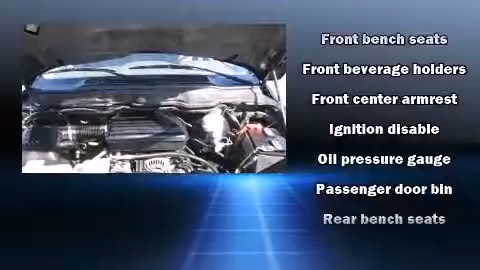 Front bench seats
Front beverage holders
Front center armrest
Ignition disable
Oil pressure gauge
Passenger door bin
Rear bench seats